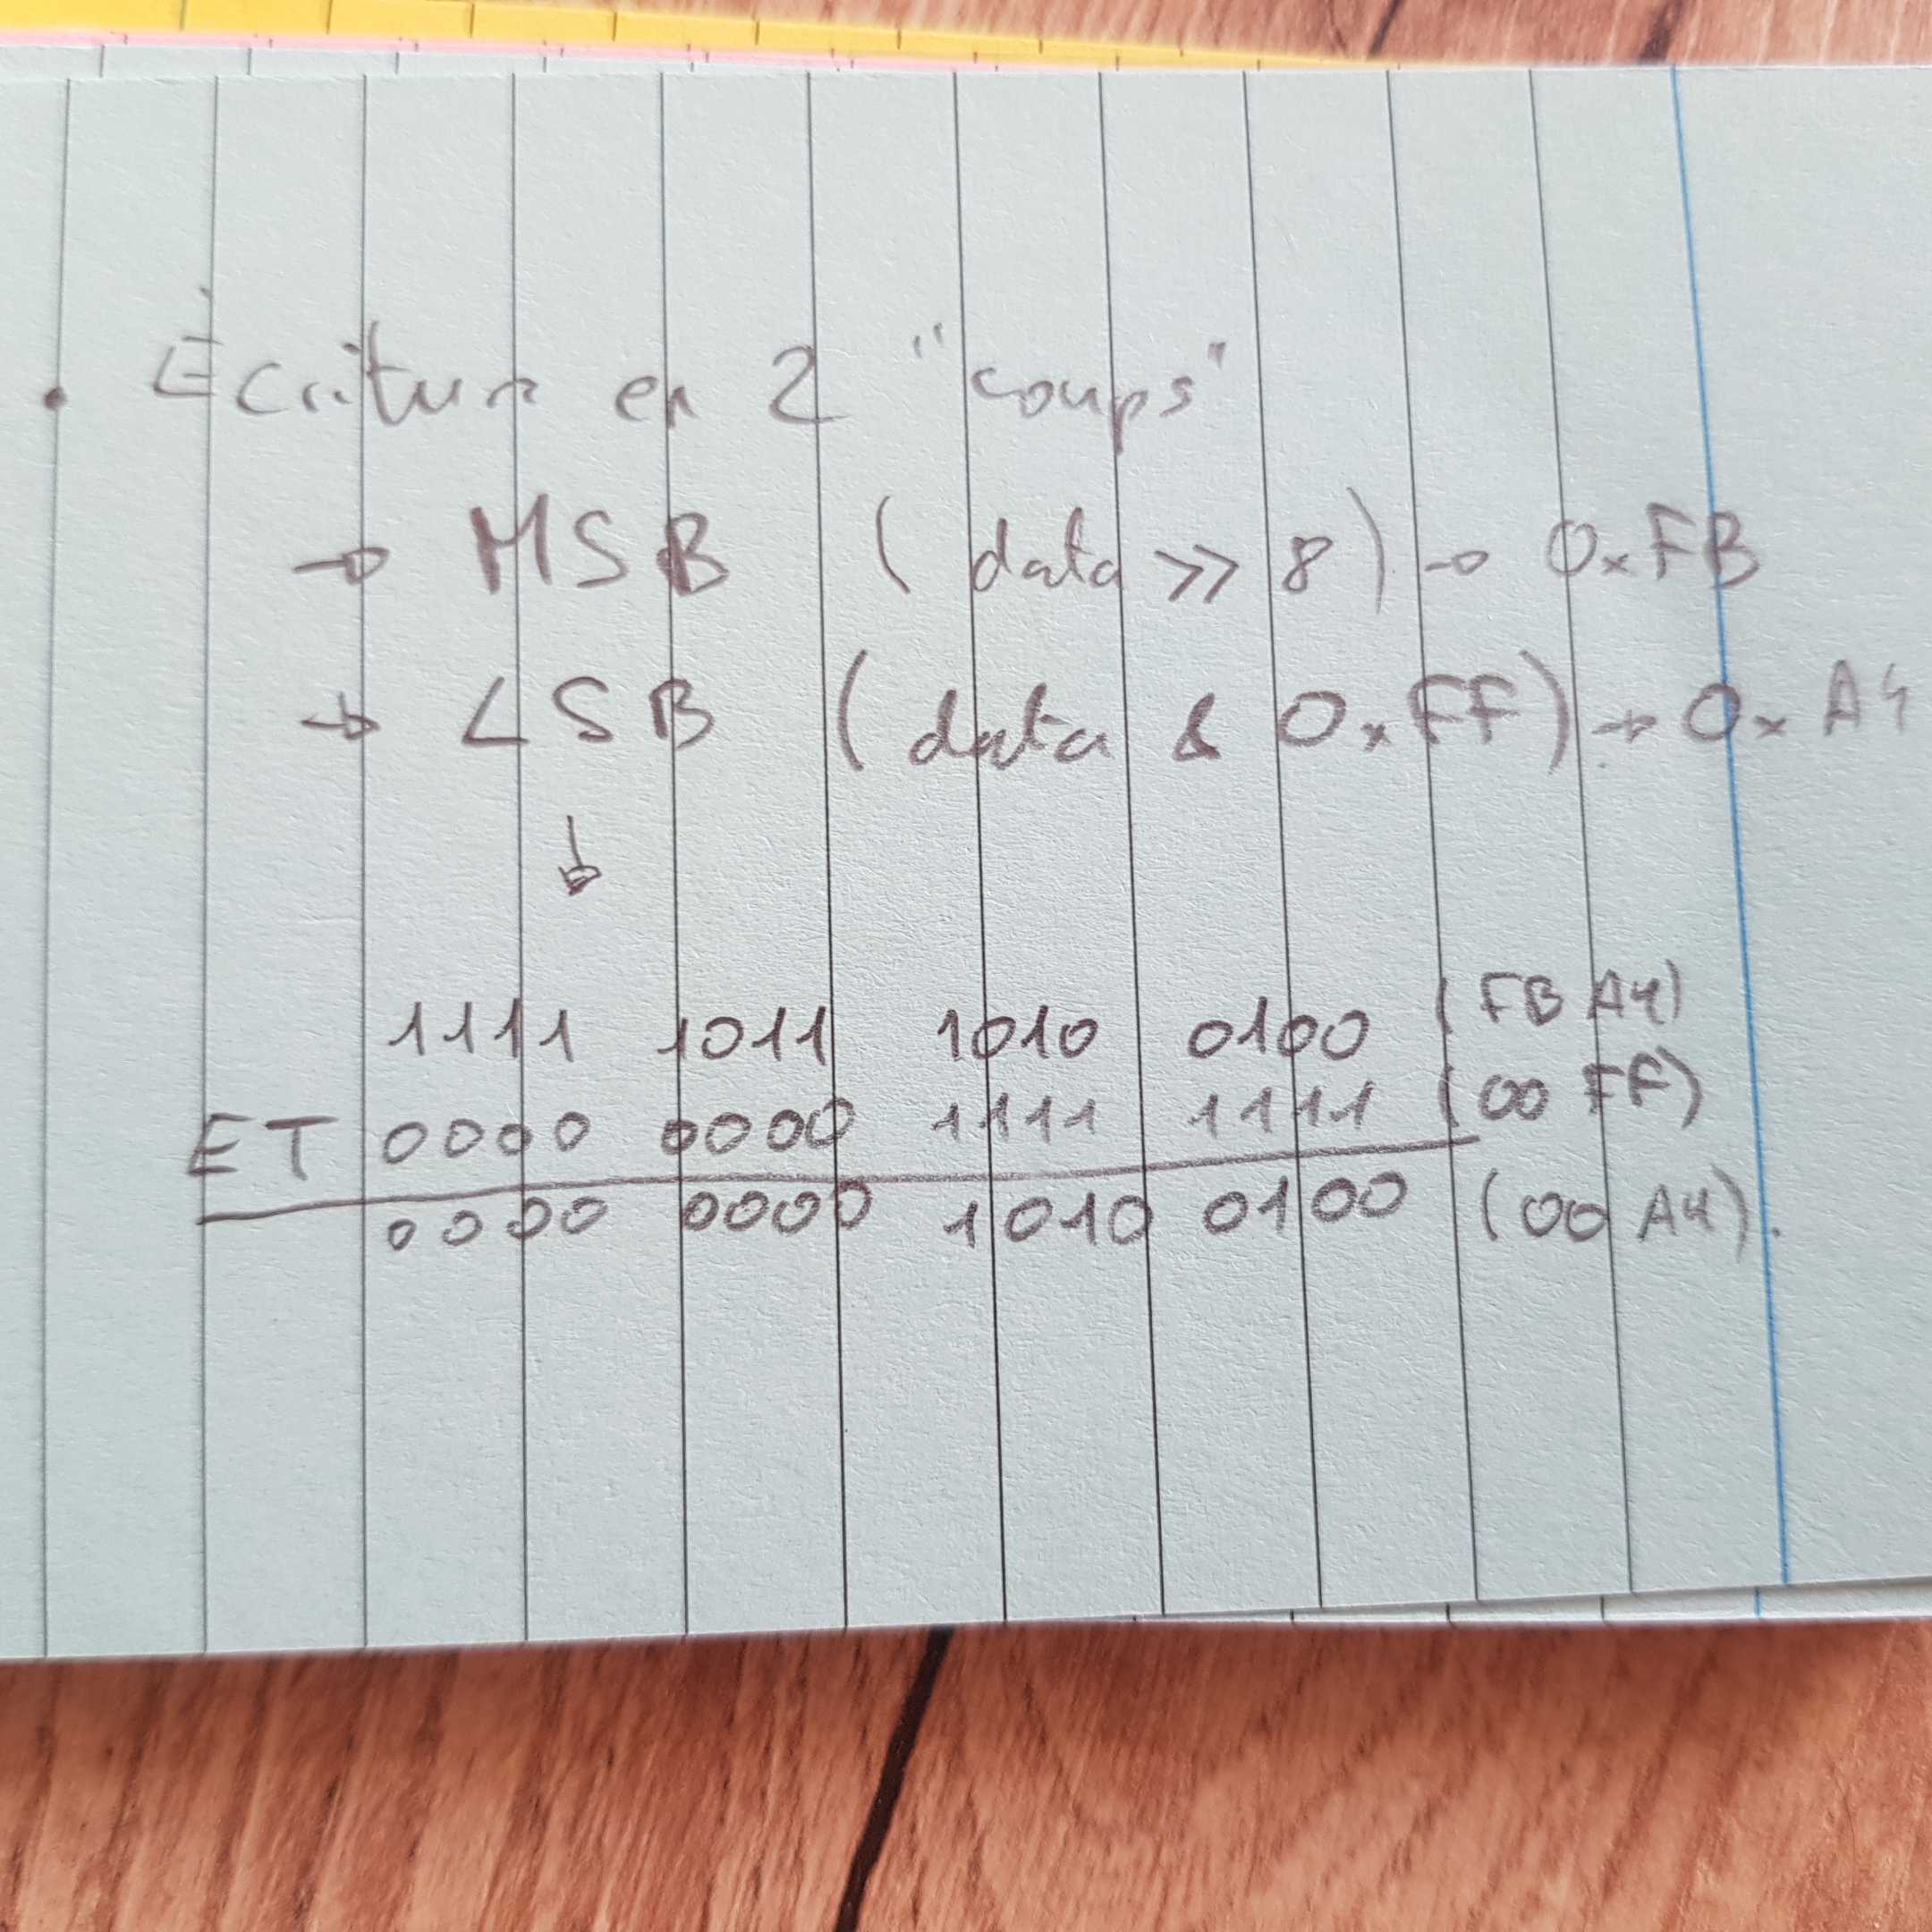 . Écriture en 2 "coups"
→ MSB (data >> 8) → 0xFB
→ LSB (data & 0xFF) → 0xA4
↓
1111 1011 1010 0100 (FB A4)
ET 0000 0000 1111 1111 (00 FF)
0000 0000 1010 0100 (00 A4).